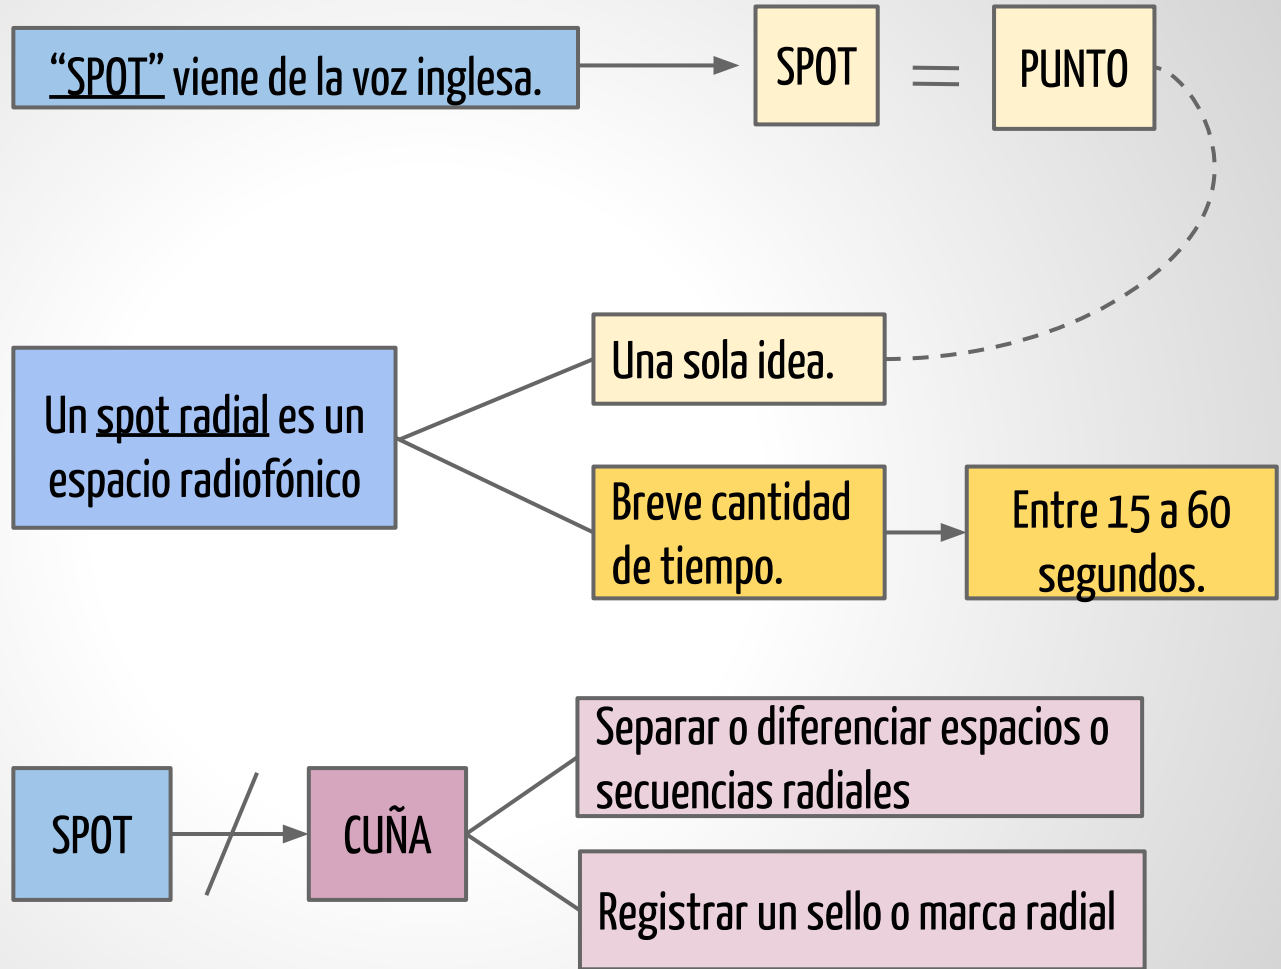 “SPOT” viene de la voz inglesa.
SPOT
=
PUNTO
Una sola idea.
Un spot radial es un
espacio radiofónico
Breve cantidad
de tiempo.
Entre 15 a 60
segundos.
Separar o diferenciar espacios o
secuencias radiales
SPOT
CUÑA
Registrar un sello o marca radial